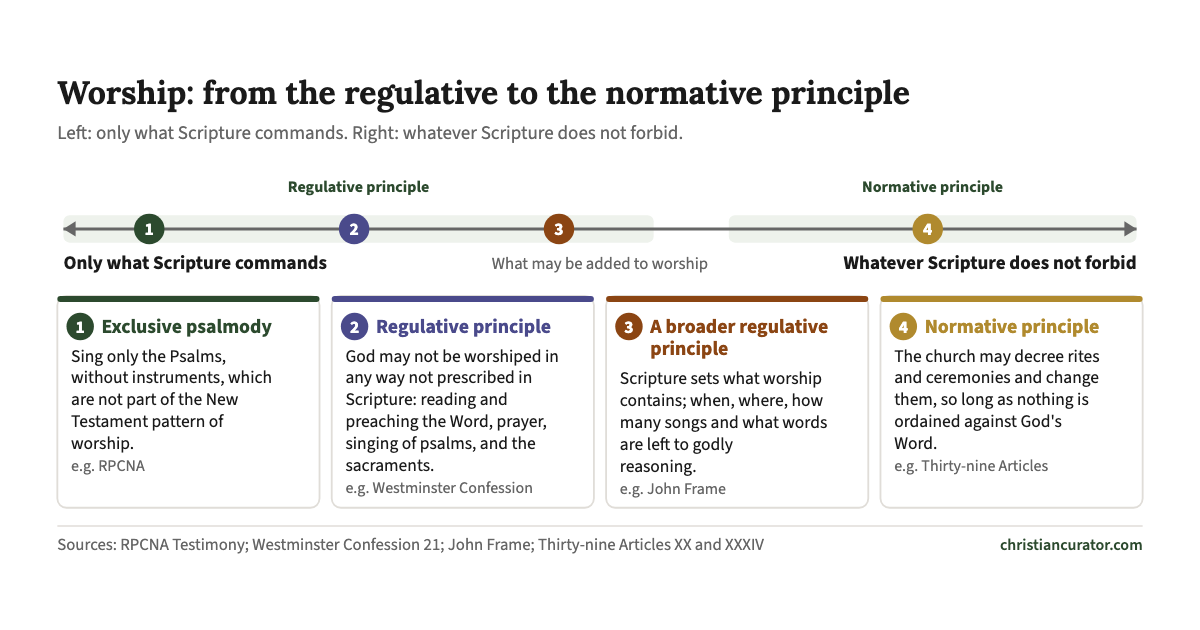 Worship: from the regulative to the normative principle
Left: only what Scripture commands. Right: whatever Scripture does not forbid.
Regulative principle
Normative principle
1
2
3
4
Only what Scripture commands
What may be added to worship
Whatever Scripture does not forbid
1 Exclusive psalmody
Sing only the Psalms,
without instruments, which
are not part of the New
Testament pattern of
worship.
e.g. RPCNA
2 Regulative principle
God may not be worshiped in
any way not prescribed in
Scripture: reading and
preaching the Word, prayer,
singing of psalms, and the
sacraments.
e.g. Westminster Confession
3 A broader regulative
principle
Scripture sets what worship
contains; when, where, how
many songs and what words
are left to godly
reasoning.
e.g. John Frame
4 Normative principle
The church may decree rites
and ceremonies and change
them, so long as nothing is
ordained against God's
Word.
e.g. Thirty-nine Articles
Sources: RPCNA Testimony; Westminster Confession 21; John Frame; Thirty-nine Articles XX and XXXIV
christiancurator.com